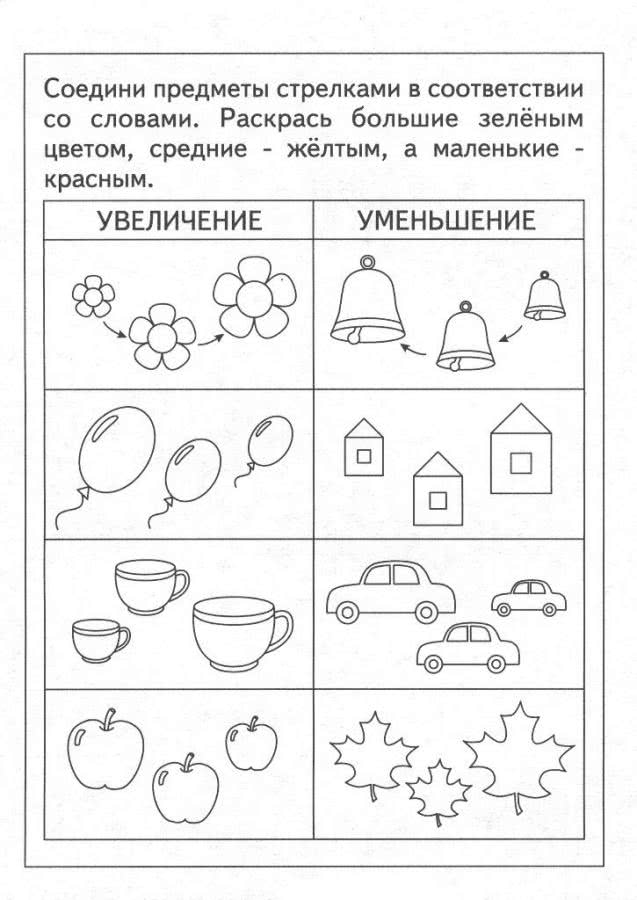 Соедини предметы стрелками в соответствии
со словами. Раскрась большие зелёным
цветом, средние - жёлтым, а маленькие -
красным.
УВЕЛИЧЕНИЕ
УМЕНЬШЕНИЕ